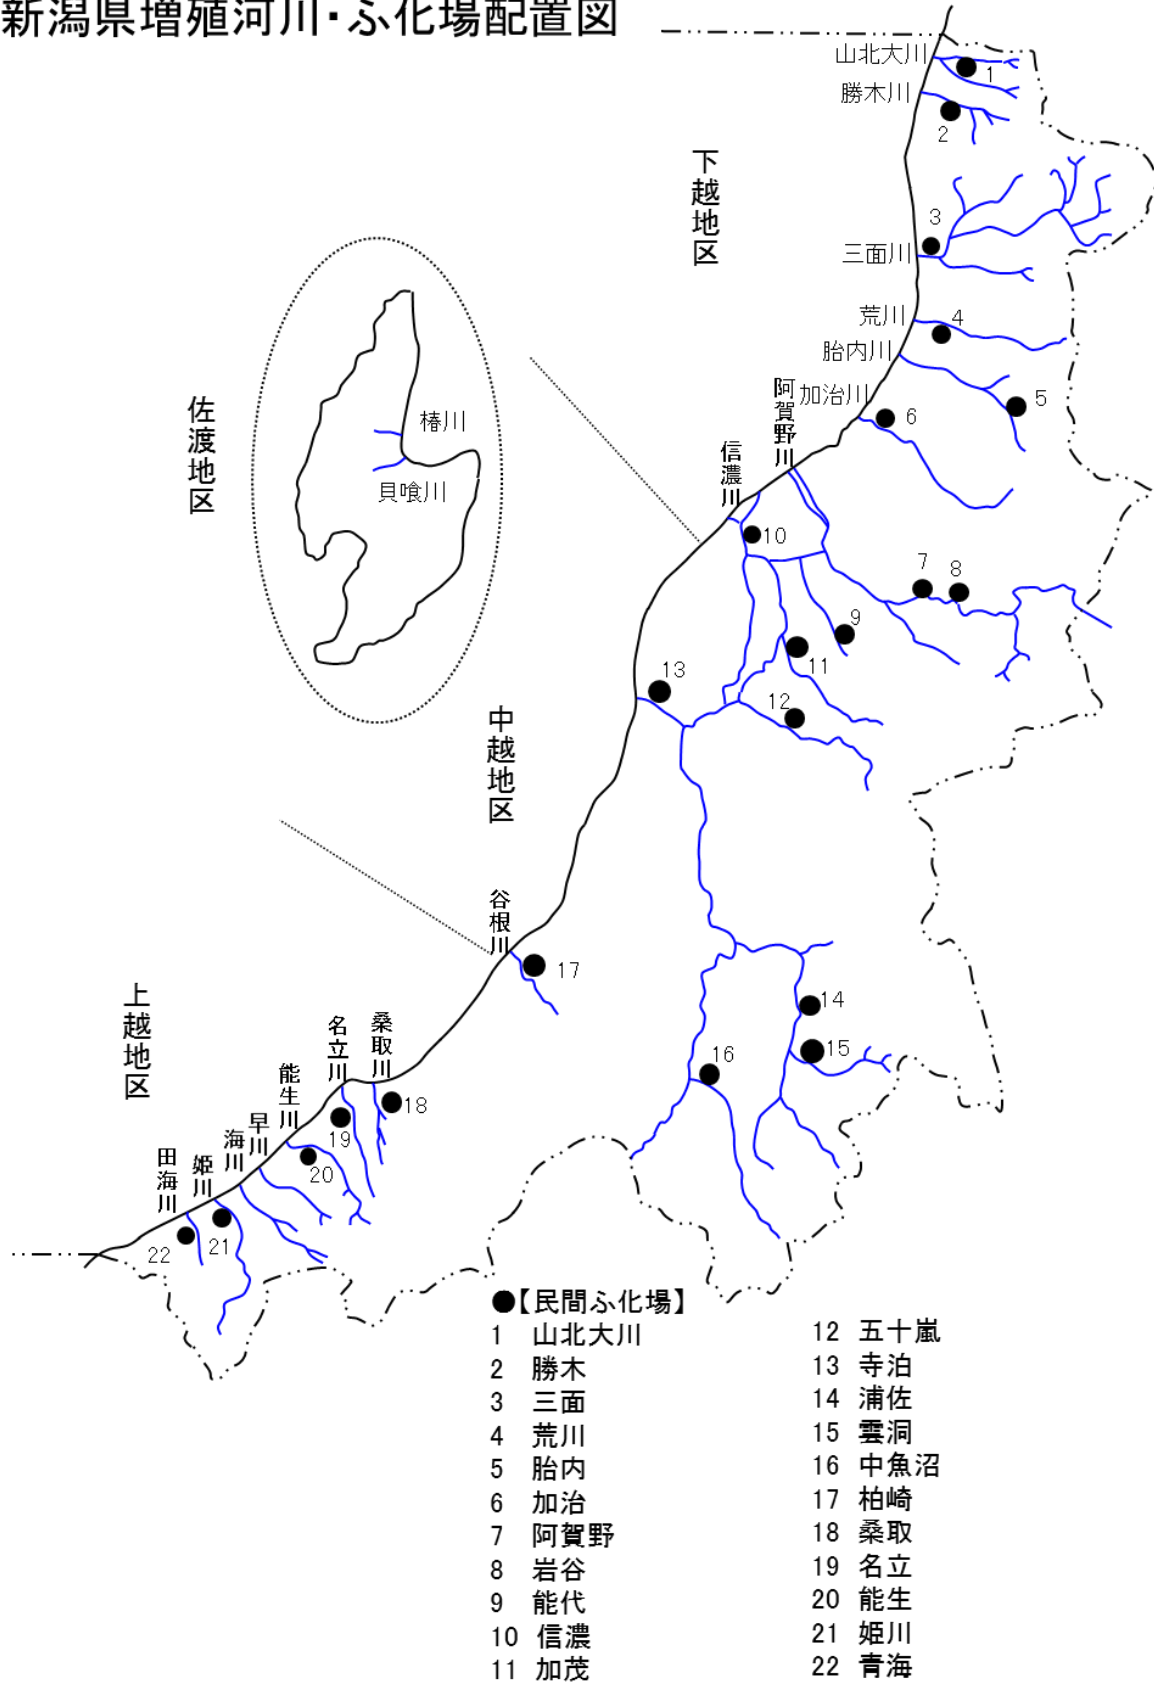 新潟県増殖河川・ふ化場配置図
山北大川
1
勝木川
2
下越地区
3
三面川
荒川
4
胎内川
5
阿賀野川
加治川
6
佐渡地区
椿川
貝喰川
信濃川
10
7
8
9
11
13
12
中越地区
谷根川
17
14
15
16
上越地区
桑取川
18
名立川
19
能生川
20
早川
海川
姫川
21
田海川
22
●【民間ふ化場】
1 山北大川
2 勝木
3 三面
4 荒川
5 胎内
6 加治
7 阿賀野
8 岩谷
9 能代
10 信濃
11 加茂
12 五十嵐
13 寺泊
14 浦佐
15 雲洞
16 中魚沼
17 柏崎
18 桑取
19 名立
20 能生
21 姫川
22 青海